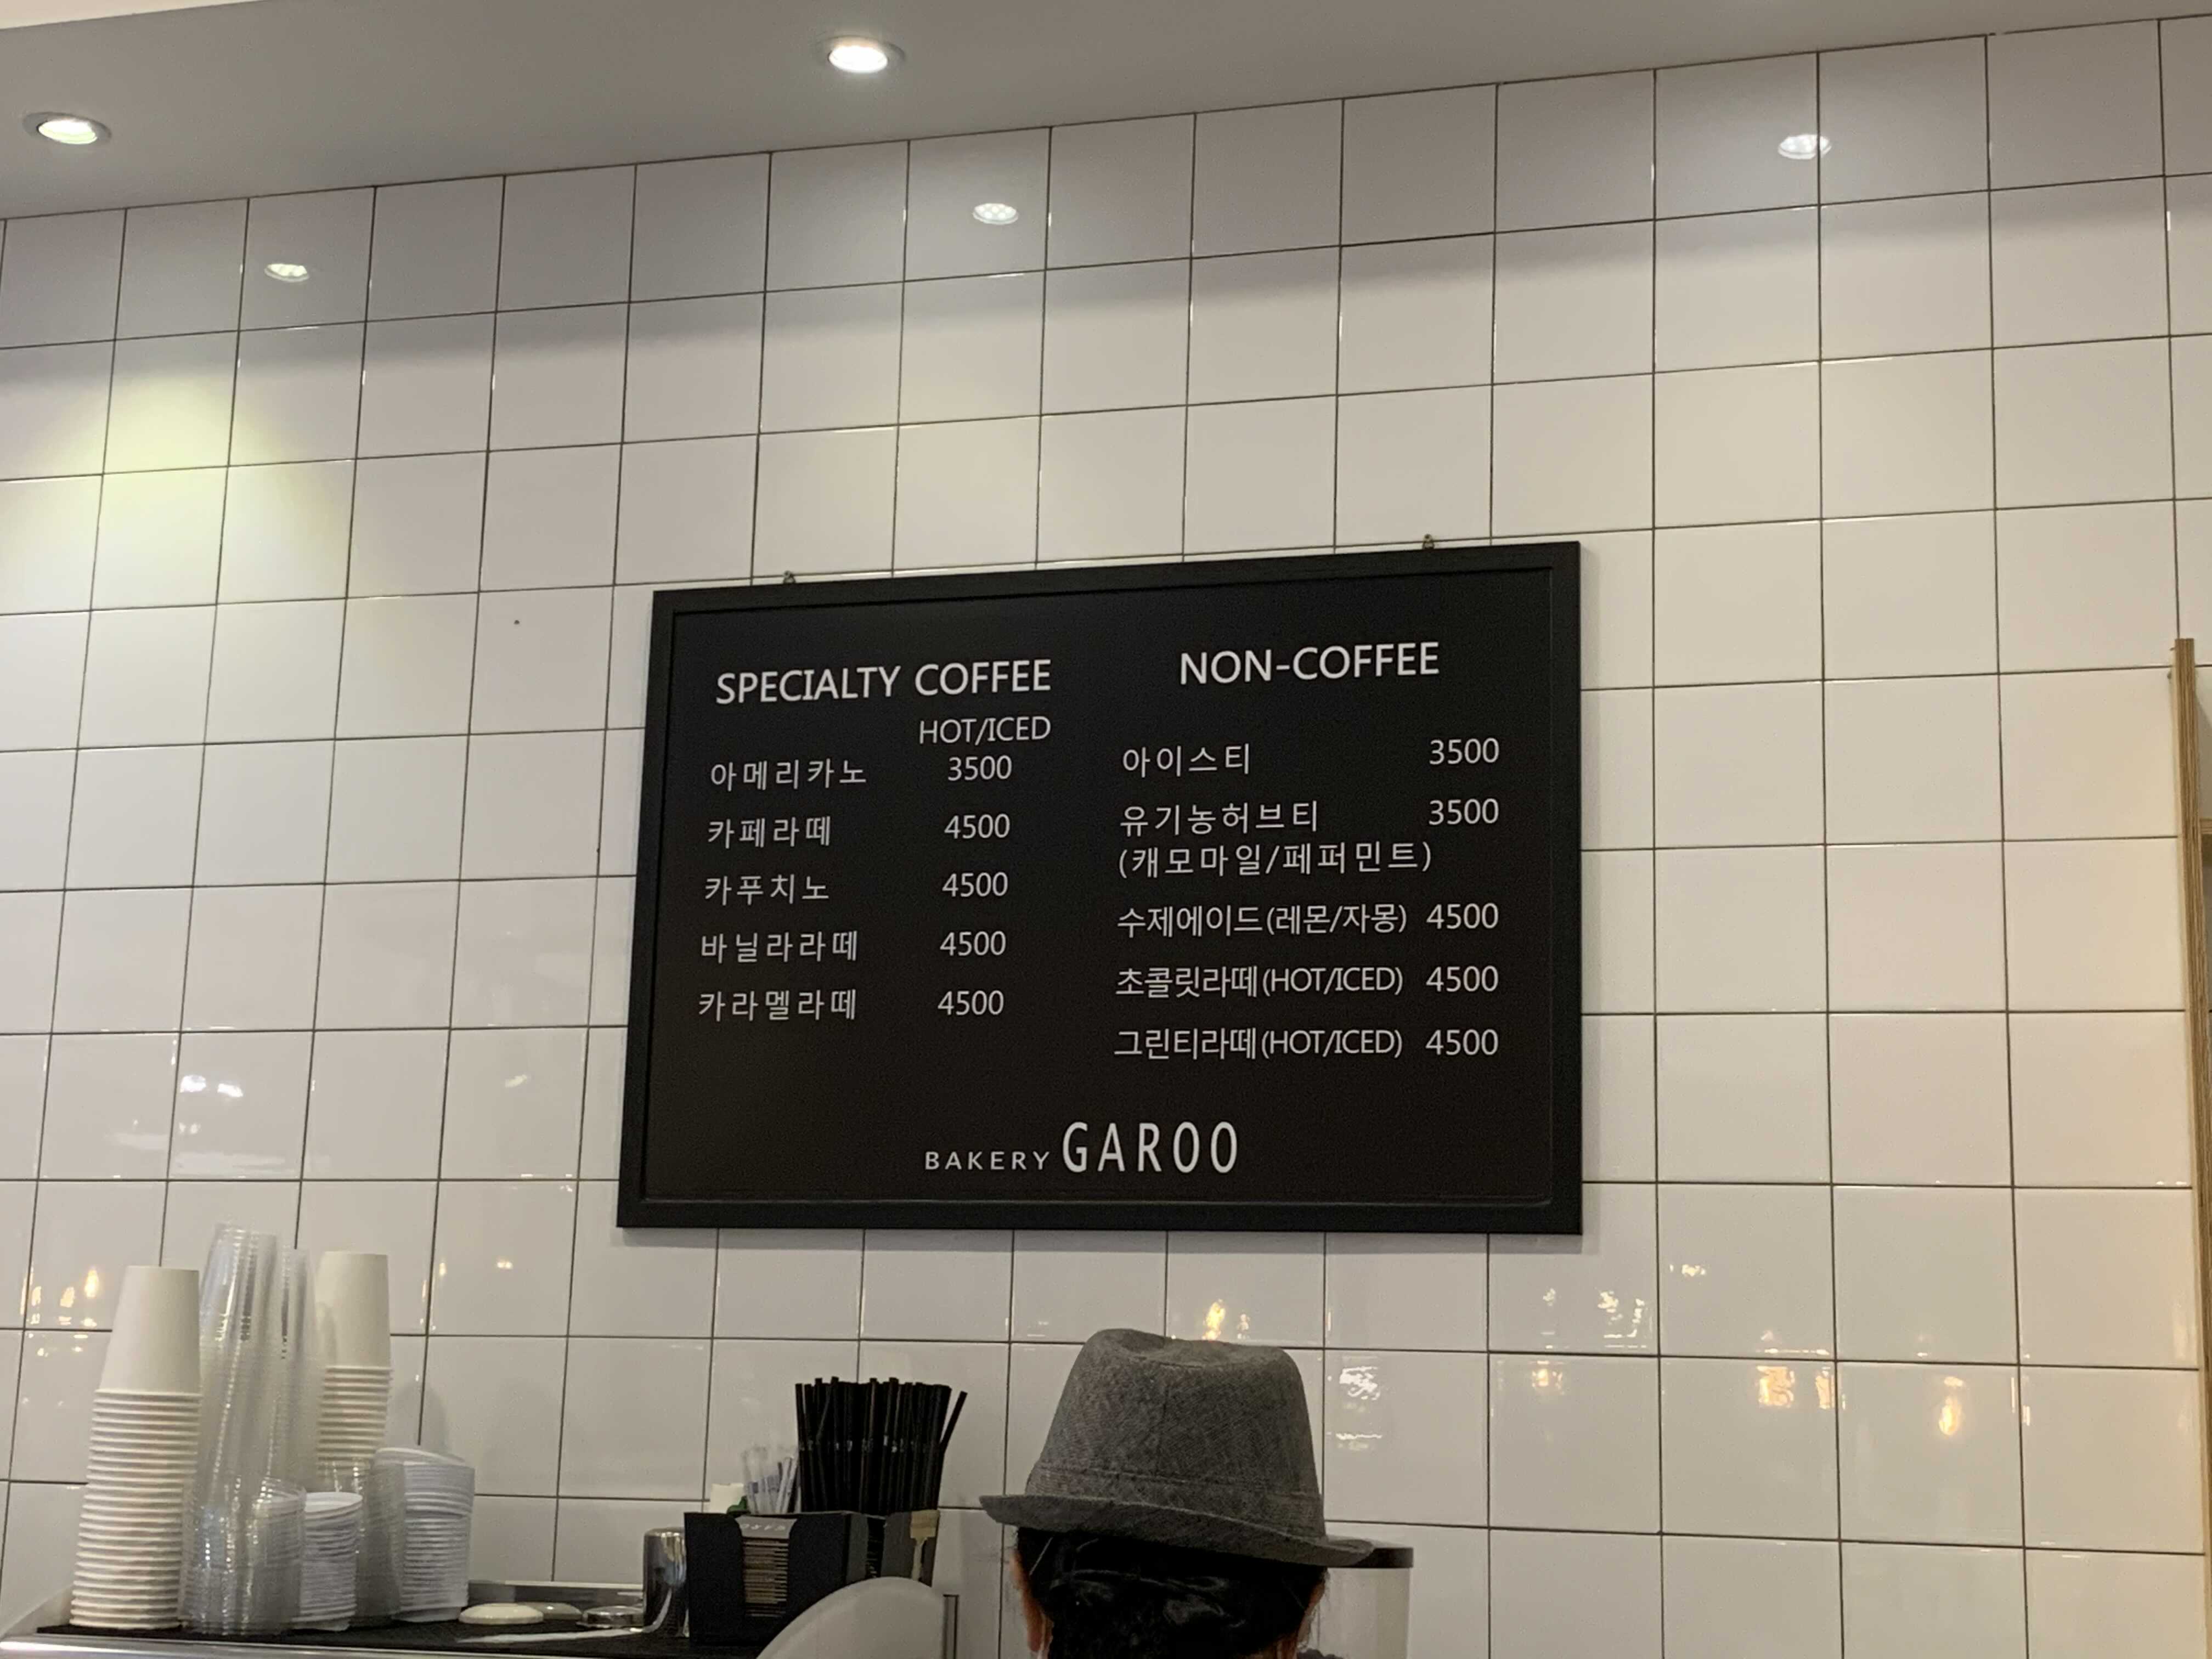 SPECIALTY COFFEE
HOT/ICED
아메리카노 3500
카페라떼 4500
카푸치노 4500
바닐라라떼 4500
카라멜라떼 4500
NON-COFFEE
아이스티 3500
유기농허브티 3500
(캐모마일/페퍼민트)
수제에이드(레몬/자몽) 4500
초콜릿라떼(HOT/ICED) 4500
그린티라떼(HOT/ICED) 4500
BAKERY GAROO